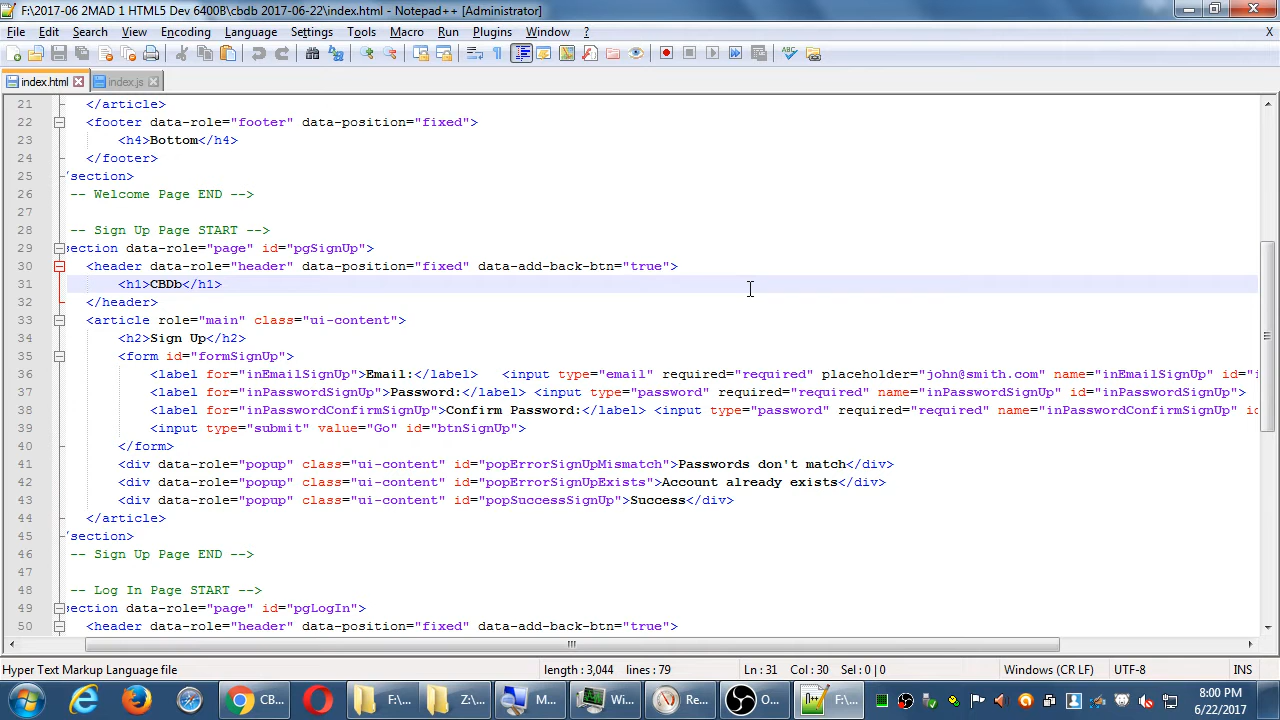 F:\2017-06 2MAD 1 HTML5 Dev 6400B\cbdb 2017-06-22\index.html - Notepad++ [Administrator]
File Edit Search View Encoding Language Settings Tools Macro Run Plugins Window ? X
index.html index.js
21 </article>
22 <footer data-role="footer" data-position="fixed">
23 <h4>Bottom</h4>
24 </footer>
25 section>
26 -- Welcome Page END -->
27
28 -- Sign Up Page START -->
29 section data-role="page" id="pgSignUp">
30 <header data-role="header" data-position="fixed" data-add-back-btn="true">
31 <h1>CBDb</h1>
32 </header>
33 <article role="main" class="ui-content">
34 <h2>Sign Up</h2>
35 <form id="formSignUp">
36 <label for="inEmailSignUp">Email:</label> <input type="email" required="required" placeholder="john@smith.com" name="inEmailSignUp" id="i
37 <label for="inPasswordSignUp">Password:</label> <input type="password" required="required" name="inPasswordSignUp" id="inPasswordSignUp">
38 <label for="inPasswordConfirmSignUp">Confirm Password:</label> <input type="password" required="required" name="inPasswordConfirmSignUp" id
39 <input type="submit" value="Go" id="btnSignUp">
40 </form>
41 <div data-role="popup" class="ui-content" id="popErrorSignUpMismatch">Passwords don't match</div>
42 <div data-role="popup" class="ui-content" id="popErrorSignUpExists">Account already exists</div>
43 <div data-role="popup" class="ui-content" id="popSuccessSignUp">Success</div>
44 </article>
45 section>
46 -- Sign Up Page END -->
47
48 -- Log In Page START -->
49 section data-role="page" id="pgLogIn">
50 <header data-role="header" data-position="fixed" data-add-back-btn="true">
Hyper Text Markup Language file length : 3,044 lines : 79 Ln : 31 Col : 30 Sel : 0 | 0 Windows (CR LF) UTF-8 INS
CB... F:\... Z:\... M... Wi... Re... O... F:\... 8:00 PM
6/22/2017